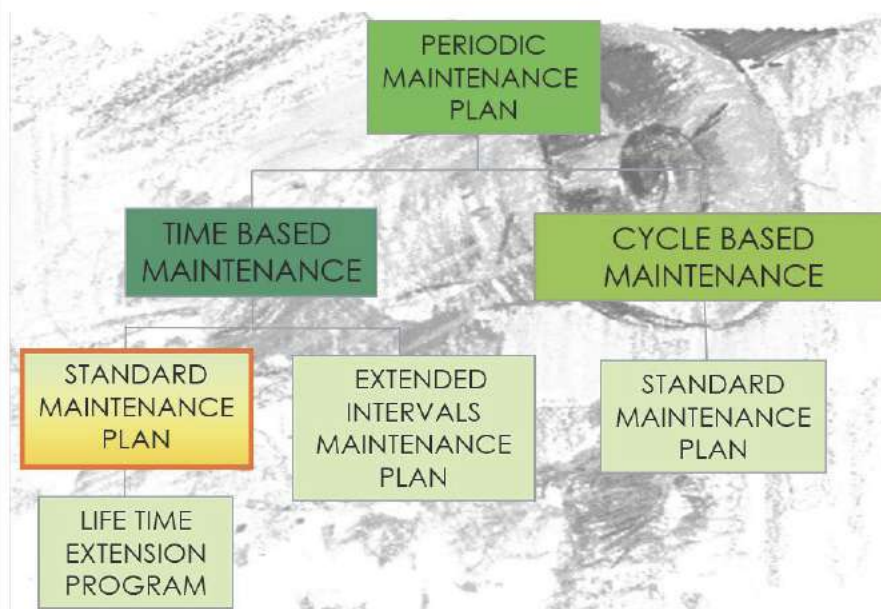 PERIODIC
MAINTENANCE
PLAN
TIME BASED
MAINTENANCE
CYCLE BASED
MAINTENANCE
STANDARD
MAINTENANCE
PLAN
EXTENDED
INTERVALS
MAINTENANCE
PLAN
STANDARD
MAINTENANCE
PLAN
LIFE TIME
EXTENSION
PROGRAM